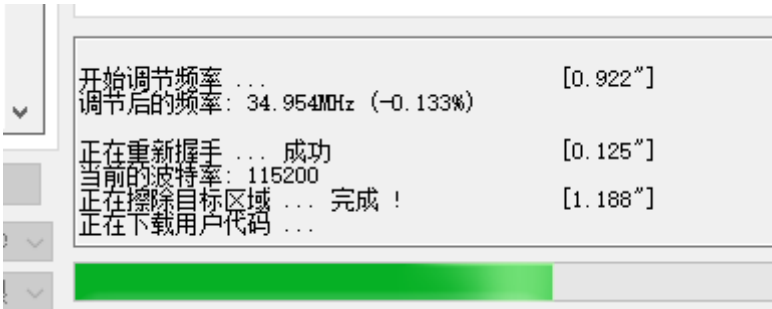 开始调节频率 ... [0.922"]
调节后的频率: 34.954MHz (-0.133%)
正在重新握手 ... 成功 [0.125"]
当前的波特率: 115200
正在擦除目标区域 ... 完成 ! [1.188"]
正在下载用户代码 ...